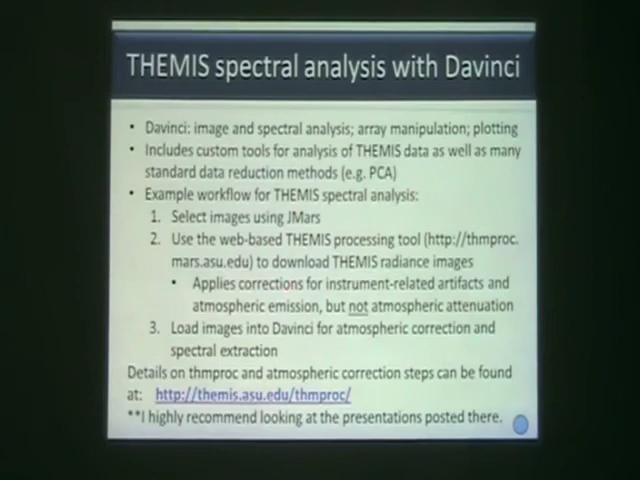 THEMIS spectral analysis with Davinci
• Davinci: image and spectral analysis; array manipulation; plotting
• Includes custom tools for analysis of THEMIS data as well as many
standard data reduction methods (e.g. PCA)
• Example workflow for THEMIS spectral analysis:
1. Select images using JMars
2. Use the web-based THEMIS processing tool (http://thmproc.
mars.asu.edu) to download THEMIS radiance images
• Applies corrections for instrument-related artifacts and
atmospheric emission, but not atmospheric attenuation
3. Load images into Davinci for atmospheric correction and
spectral extraction
Details on thmproc and atmospheric correction steps can be found
at: http://themis.asu.edu/thmproc/
**I highly recommend looking at the presentations posted there.